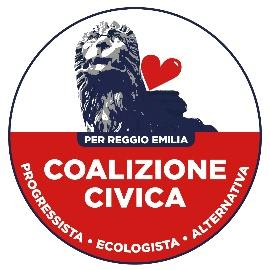 PER REGGIO EMILIA
COALIZIONE
CIVICA
PROGRESSISTA • ECOLOGISTA • ALTERNATIVA